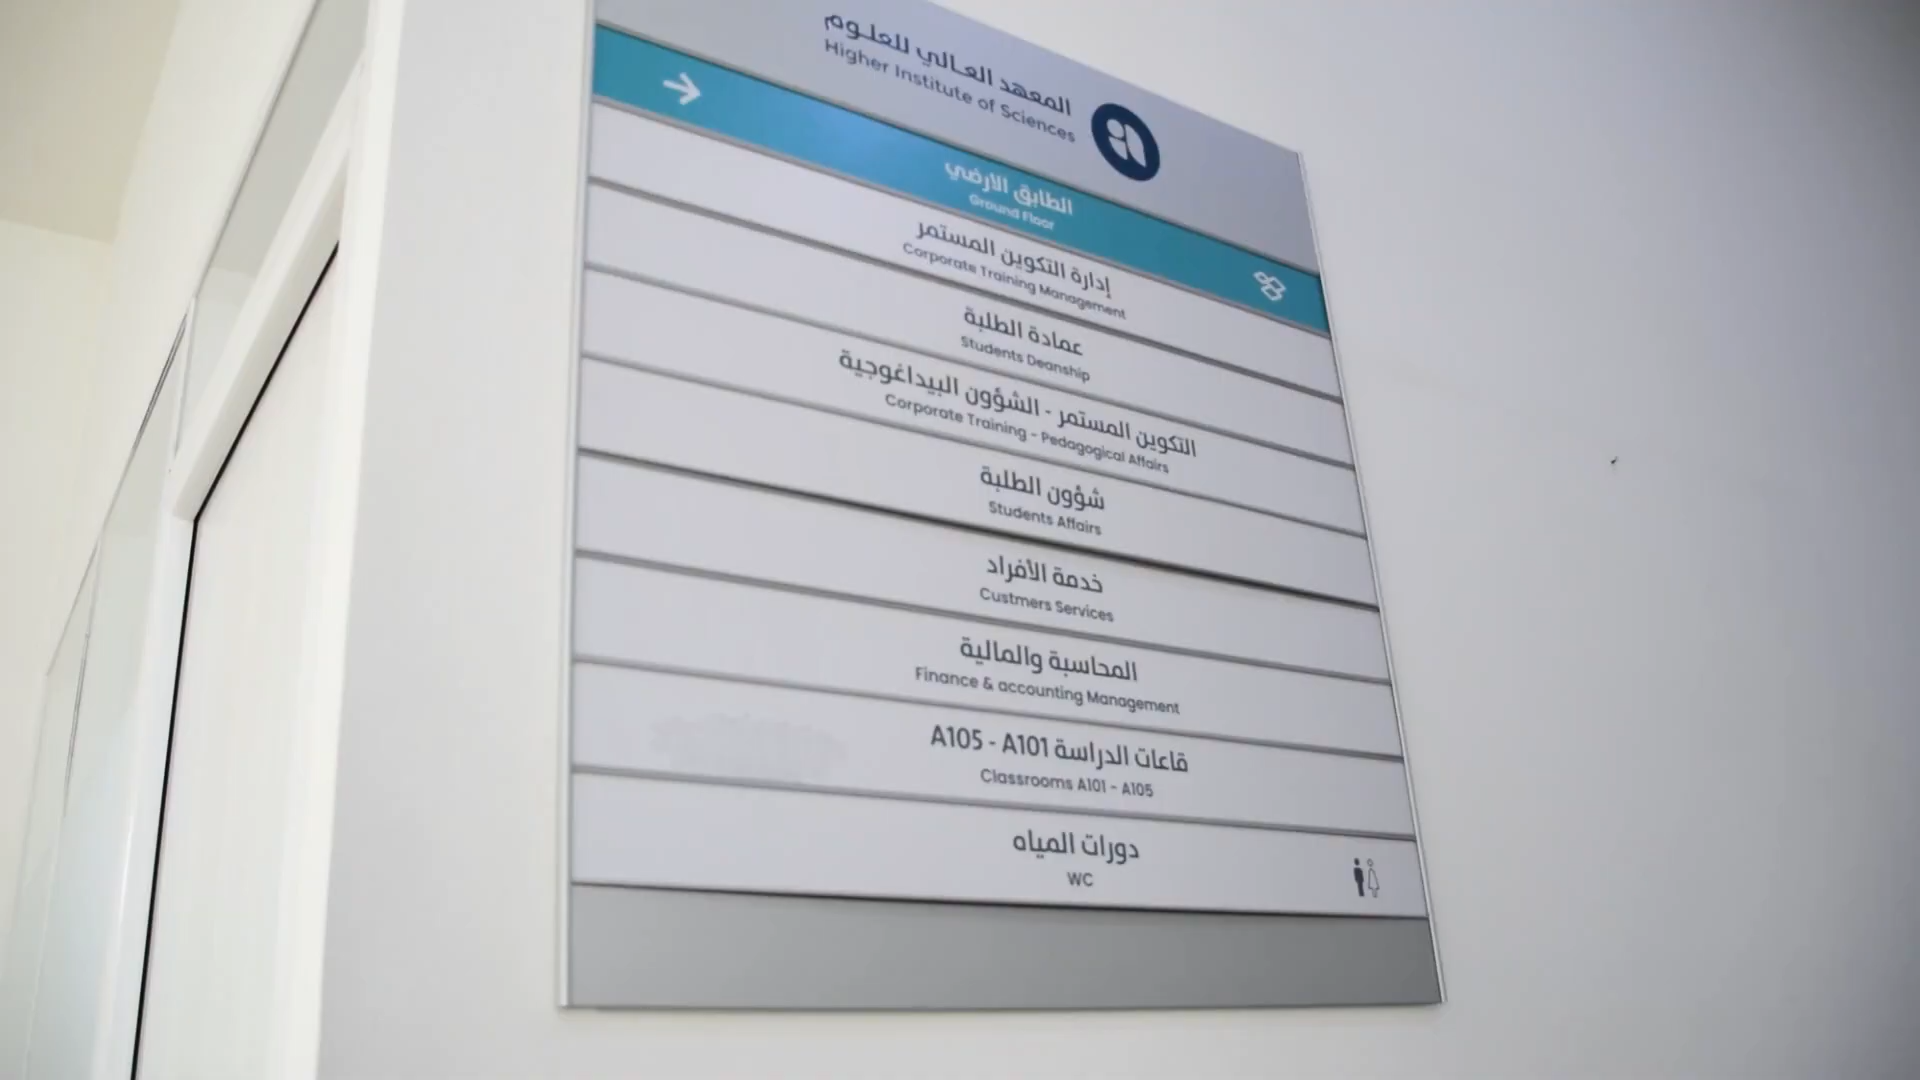 المعهد العالي للعلوم
Higher Institute of Sciences
الطابق الارضي
Ground Floor
إدارة التكوين المستمر
Corporate Training Management
عمادة الطلبة
Students Deanship
التكوين المستمر - الشؤون البيداغوجية
Corporate Training - Pedagogical Affairs
شؤون الطلبة
Students Affairs
خدمة الأفراد
Custmers Services
المحاسبة والمالية
Finance & accounting Management
قاعات الدراسة A105 - A101
Classrooms A101 - A105
دورات المياه
WC